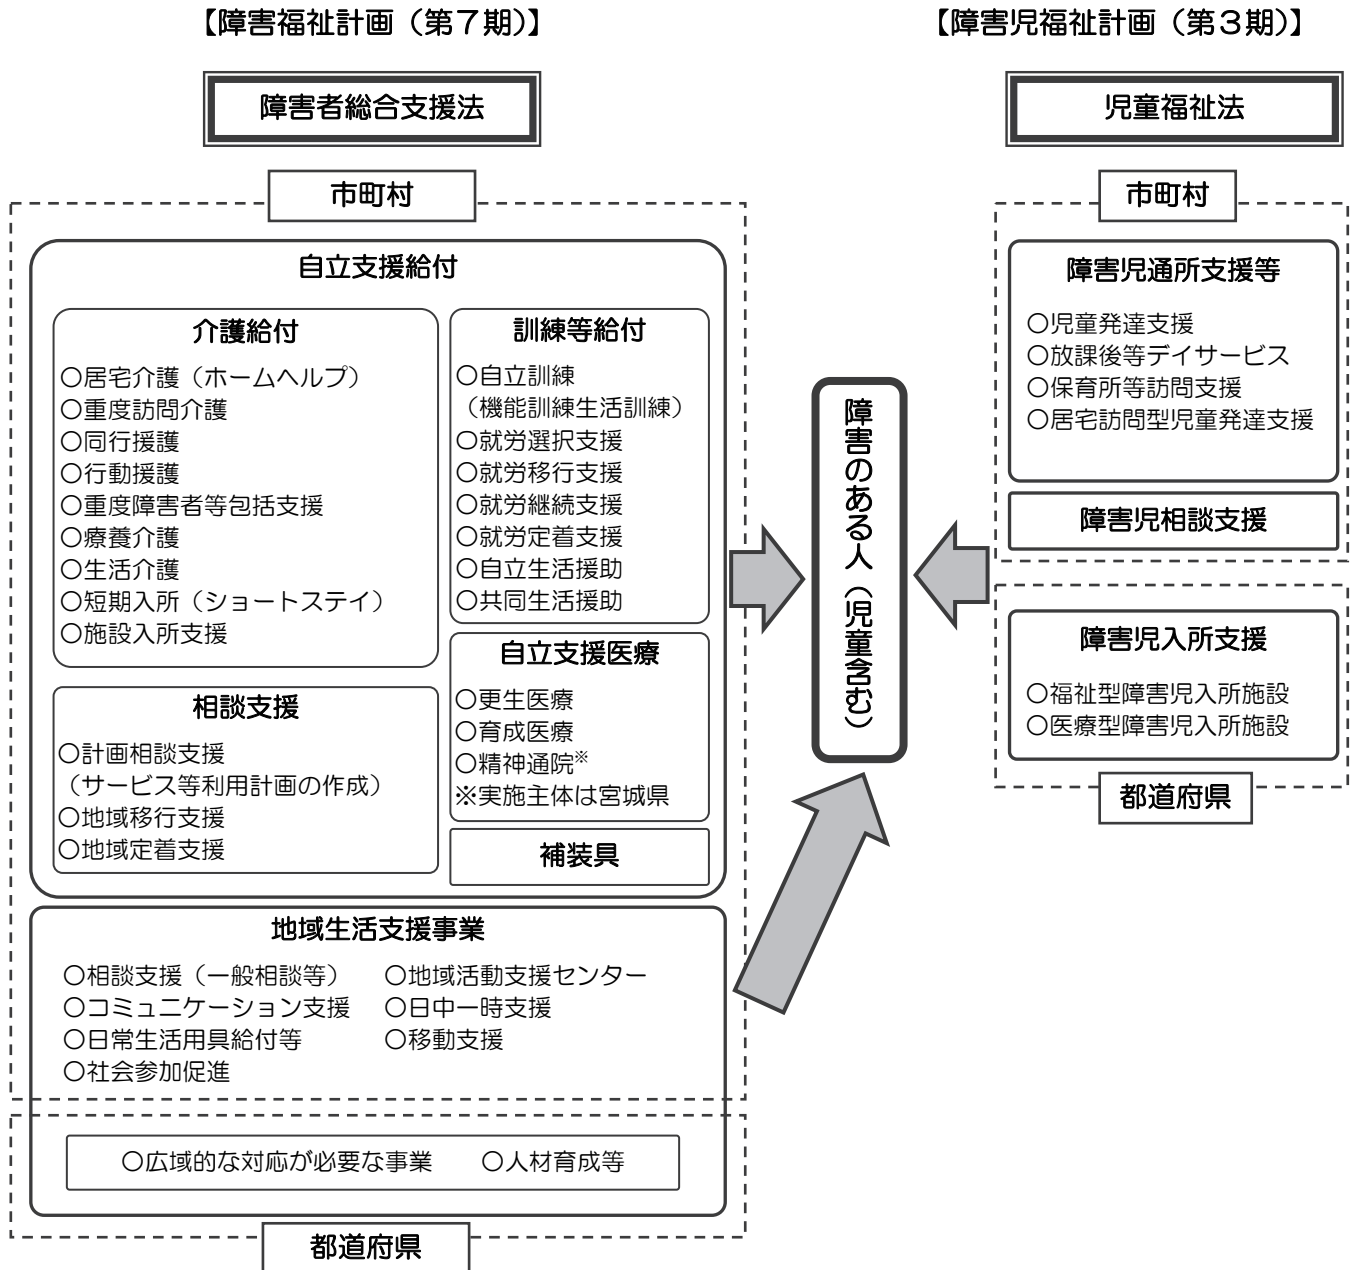 【障害福祉計画（第７期）】
障害者総合支援法
市町村
自立支援給付
介護給付
○居宅介護（ホームヘルプ）
○重度訪問介護
○同行援護
○行動援護
○重度障害者等包括支援
○療養介護
○生活介護
○短期入所（ショートステイ）
○施設入所支援
訓練等給付
○自立訓練
（機能訓練生活訓練）
○就労選択支援
○就労移行支援
○就労継続支援
○就労定着支援
○自立生活援助
○共同生活援助
相談支援
○計画相談支援
（サービス等利用計画の作成）
○地域移行支援
○地域定着支援
自立支援医療
○更生医療
○育成医療
○精神通院※
※実施主体は宮城県
補装具
地域生活支援事業
○相談支援（一般相談等）
○コミュニケーション支援
○日常生活用具給付等
○社会参加促進
○地域活動支援センター
○日中一時支援
○移動支援
○広域的な対応が必要な事業　○人材育成等
都道府県
障害のある人（児童含む）
【障害児福祉計画（第３期）】
児童福祉法
市町村
障害児通所支援等
○児童発達支援
○放課後等デイサービス
○保育所等訪問支援
○居宅訪問型児童発達支援
障害児相談支援
障害児入所支援
○福祉型障害児入所施設
○医療型障害児入所施設
都道府県